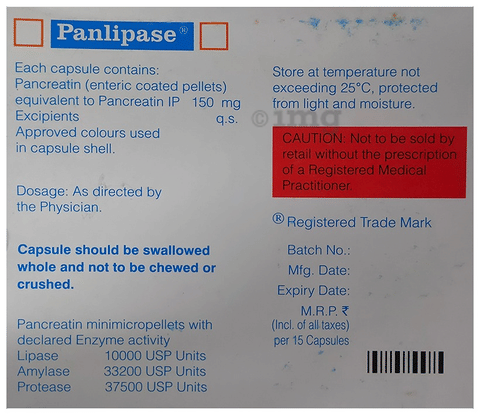 Panlipase®
Each capsule contains:
Pancreatin (enteric coated pellets)
equivalent to Pancreatin IP 150 mg
Excipients q.s.
Approved colours used
in capsule shell.
Dosage: As directed by
the Physician.
Capsule should be swallowed
whole and not to be chewed or
crushed.
Pancreatin minimicropellets with
declared Enzyme activity
Lipase 10000 USP Units
Amylase 33200 USP Units
Protease 37500 USP Units
Store at temperature not
exceeding 25°C, protected
from light and moisture.
©1mg
CAUTION: Not to be sold by
retail without the prescription
of a Registered Medical
Practitioner.
® Registered Trade Mark
Batch No.:
Mfg. Date:
Expiry Date:
M.R.P. ₹
(Incl. of all taxes)
per 15 Capsules